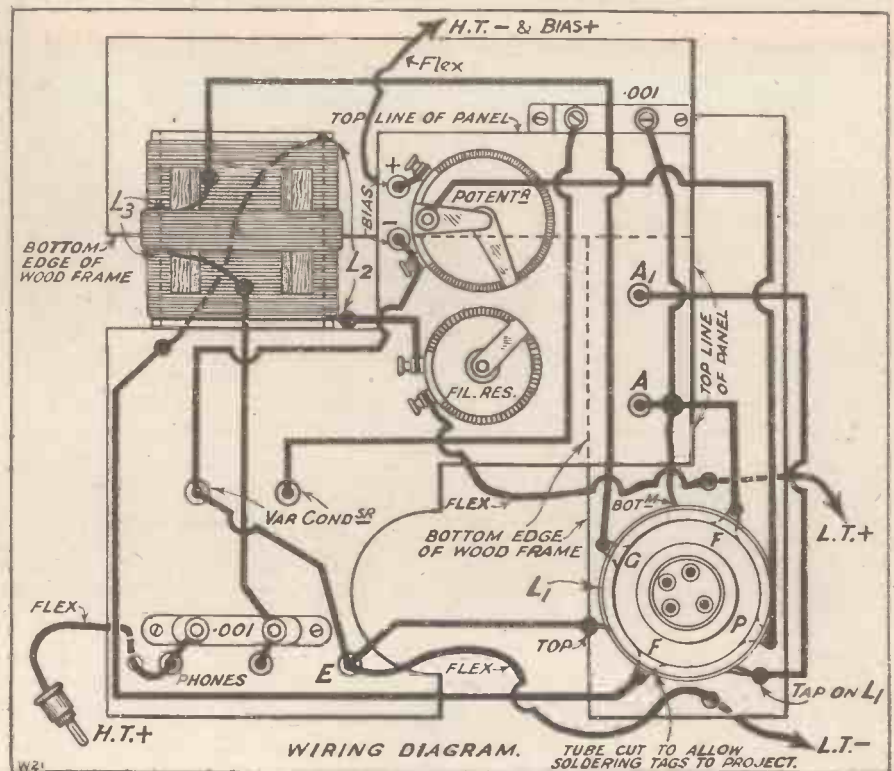 H.T. - & BIAS+
Flex
.001
TOP LINE OF PANEL
+
BIAS
-
POTENTR
L3
BOTTOM
EDGE OF
WOOD FRAME
L2
A1
TOP LINE
OF PANEL
A
FIL. RES.
VAR CONDSR
FLEX
BOTM
BOTTOM EDGE
OF WOOD FRAME
L.T.+
G
F
L1
P
F
FLEX
.001
PHONES
E
TOP
FLEX
TAP ON L1
H.T.+
WIRING DIAGRAM.
TUBE CUT TO ALLOW
SOLDERING TAGS TO PROJECT.
L.T.-
W21